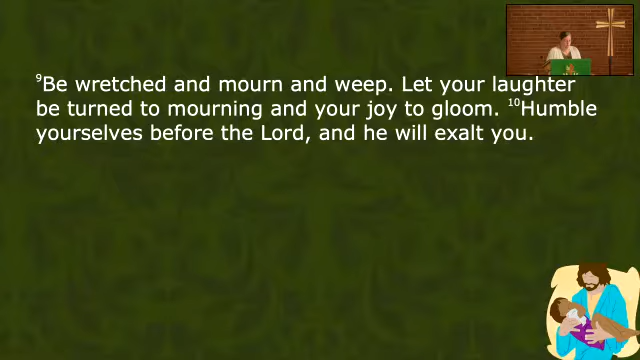 ⁹Be wretched and mourn and weep. Let your laughter
be turned to mourning and your joy to gloom. ¹⁰Humble
yourselves before the Lord, and he will exalt you.